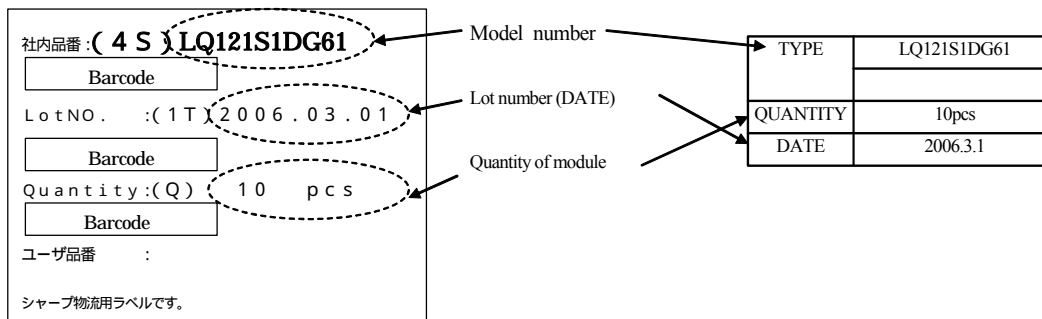 社内品番:(４Ｓ)LQ121S1DG61
Barcode
ＬｏｔＮＯ.　:(１Ｔ)２００６.０３.０１
Barcode
Ｑｕａｎｔｉｔｙ:(Ｑ)　１０　ｐｃｓ
Barcode
ユーザ品番　:
シャープ物流用ラベルです。
Model number
Lot number (DATE)
Quantity of module
TYPE LQ121S1DG61
QUANTITY 10pcs
DATE 2006.3.1